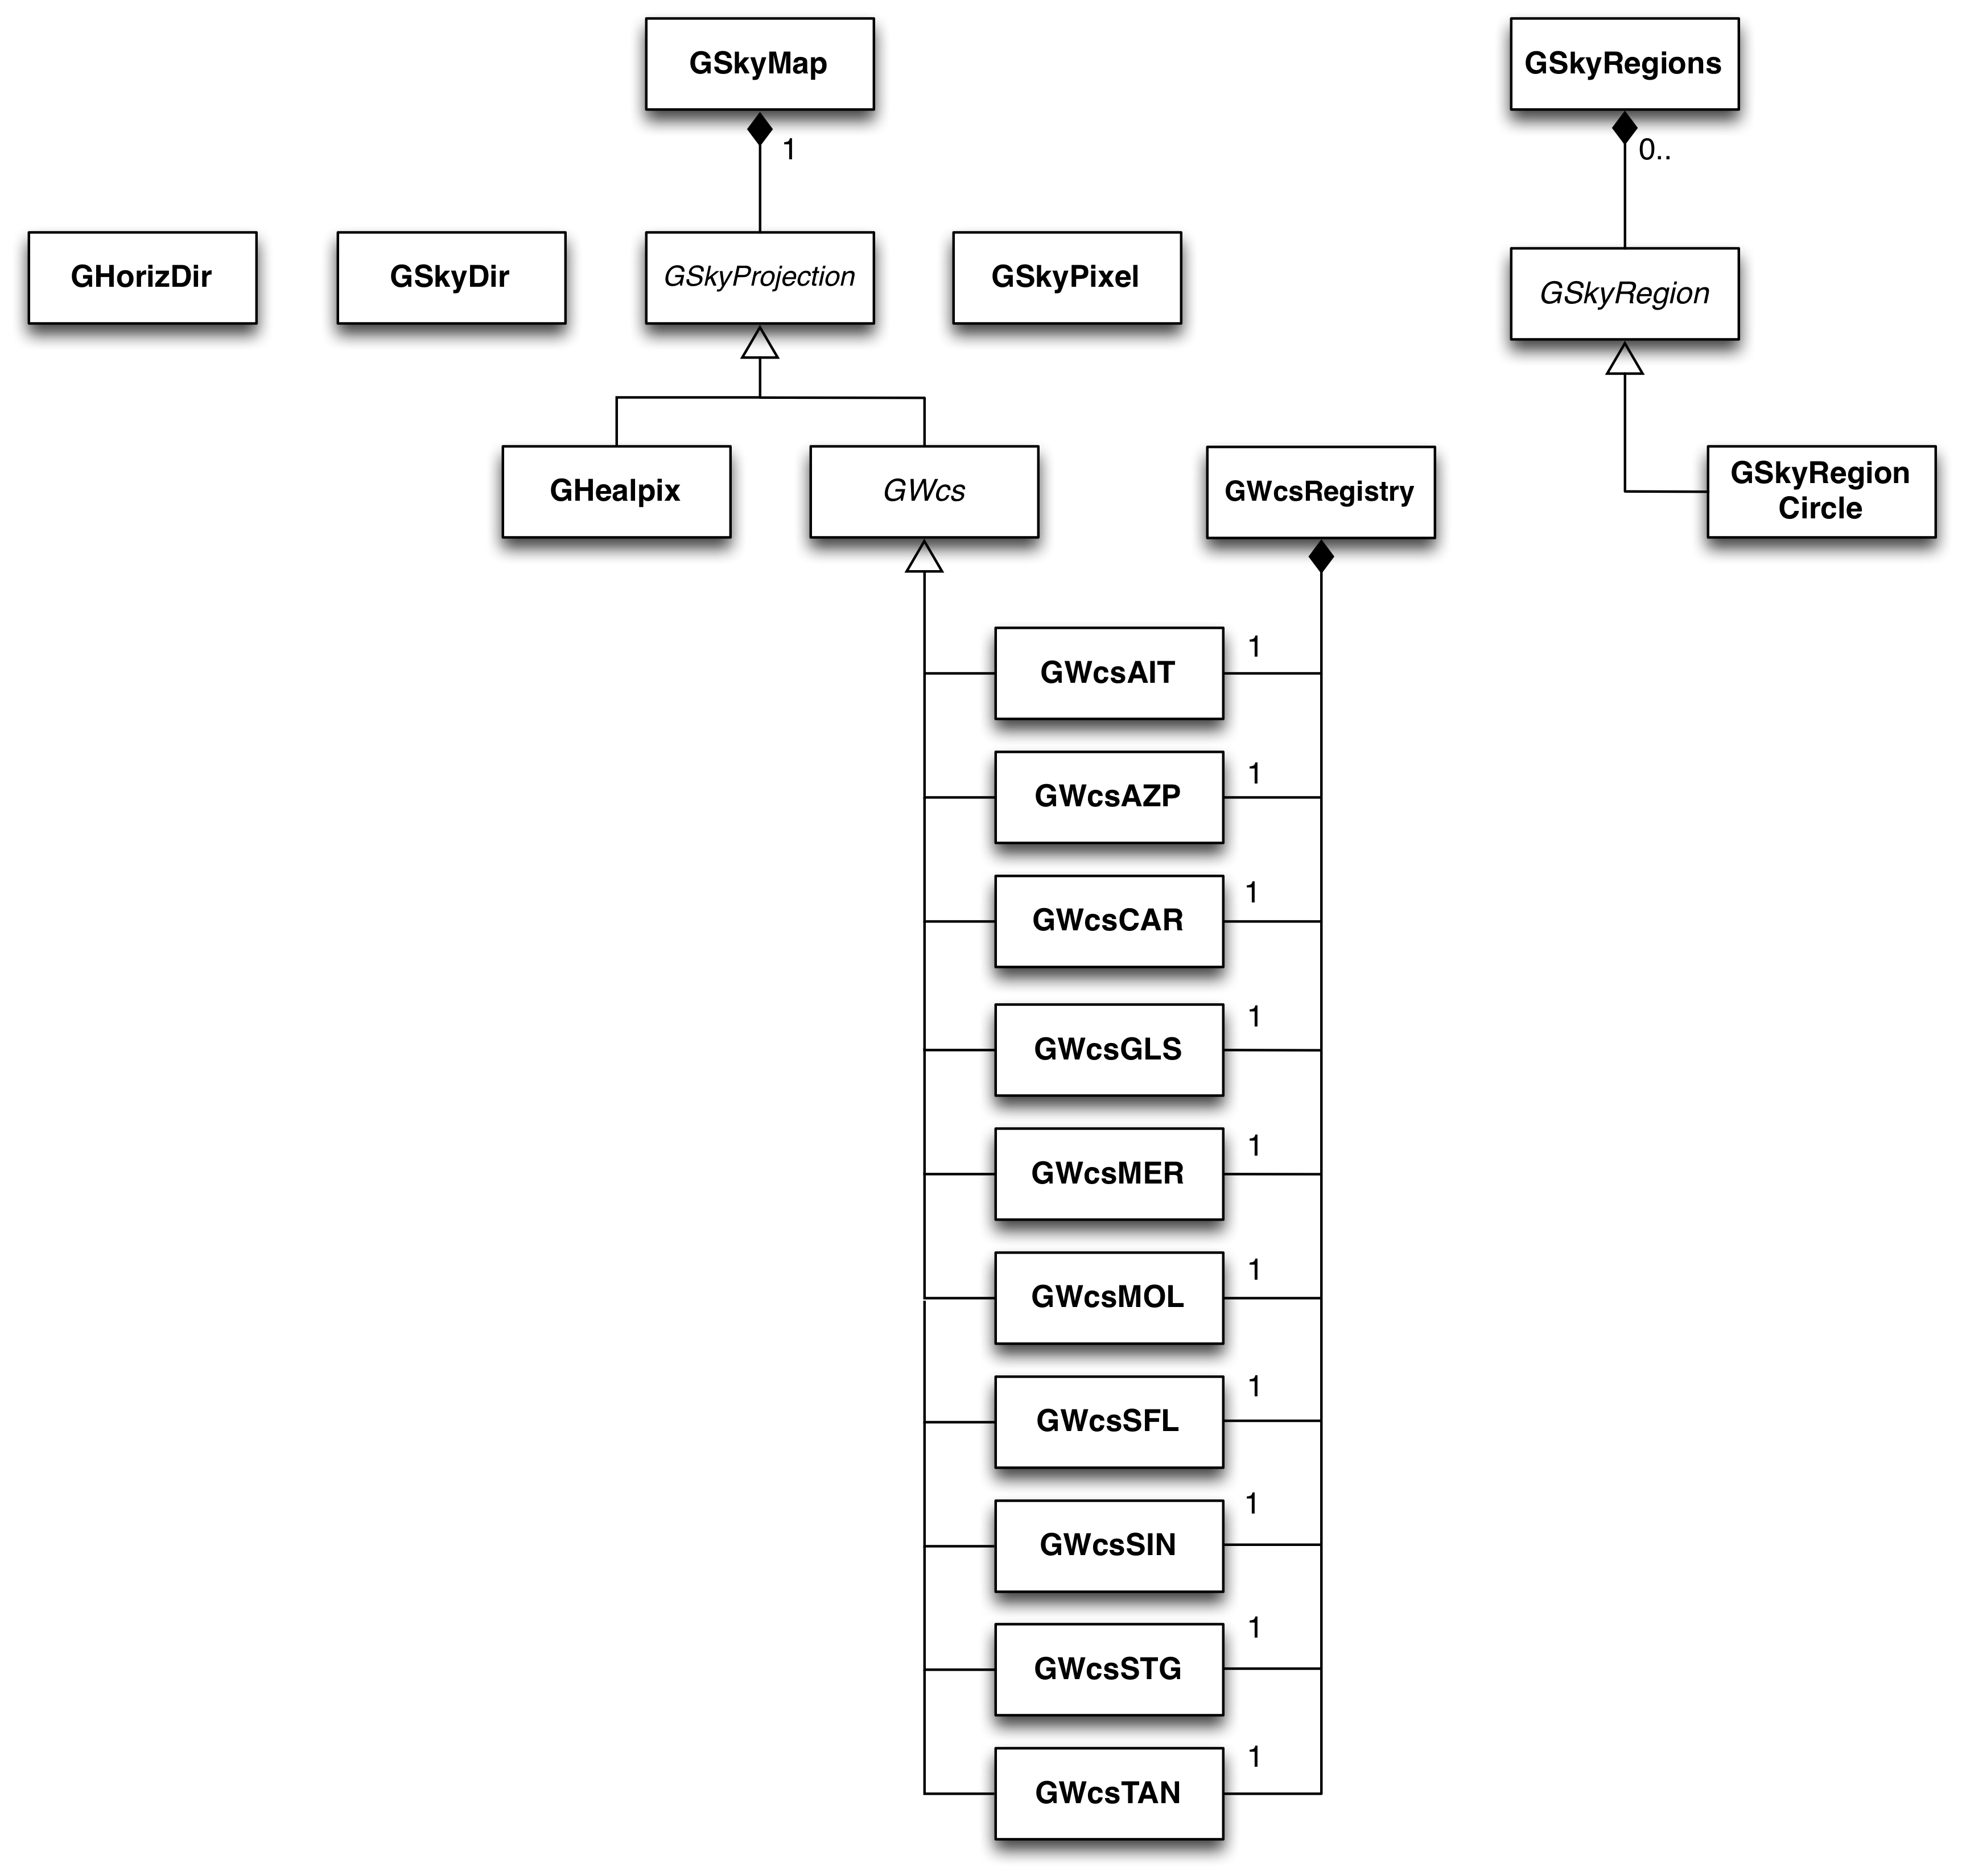 GSkyMap
GSkyRegions
1
0..
GHorizDir
GSkyDir
GSkyProjection
GSkyPixel
GSkyRegion
GHealpix
GWcs
GWcsRegistry
GSkyRegion
Circle
1
GWcsAIT
1
GWcsAZP
1
GWcsCAR
1
GWcsGLS
1
GWcsMER
1
GWcsMOL
1
GWcsSFL
1
GWcsSIN
1
GWcsSTG
1
GWcsTAN